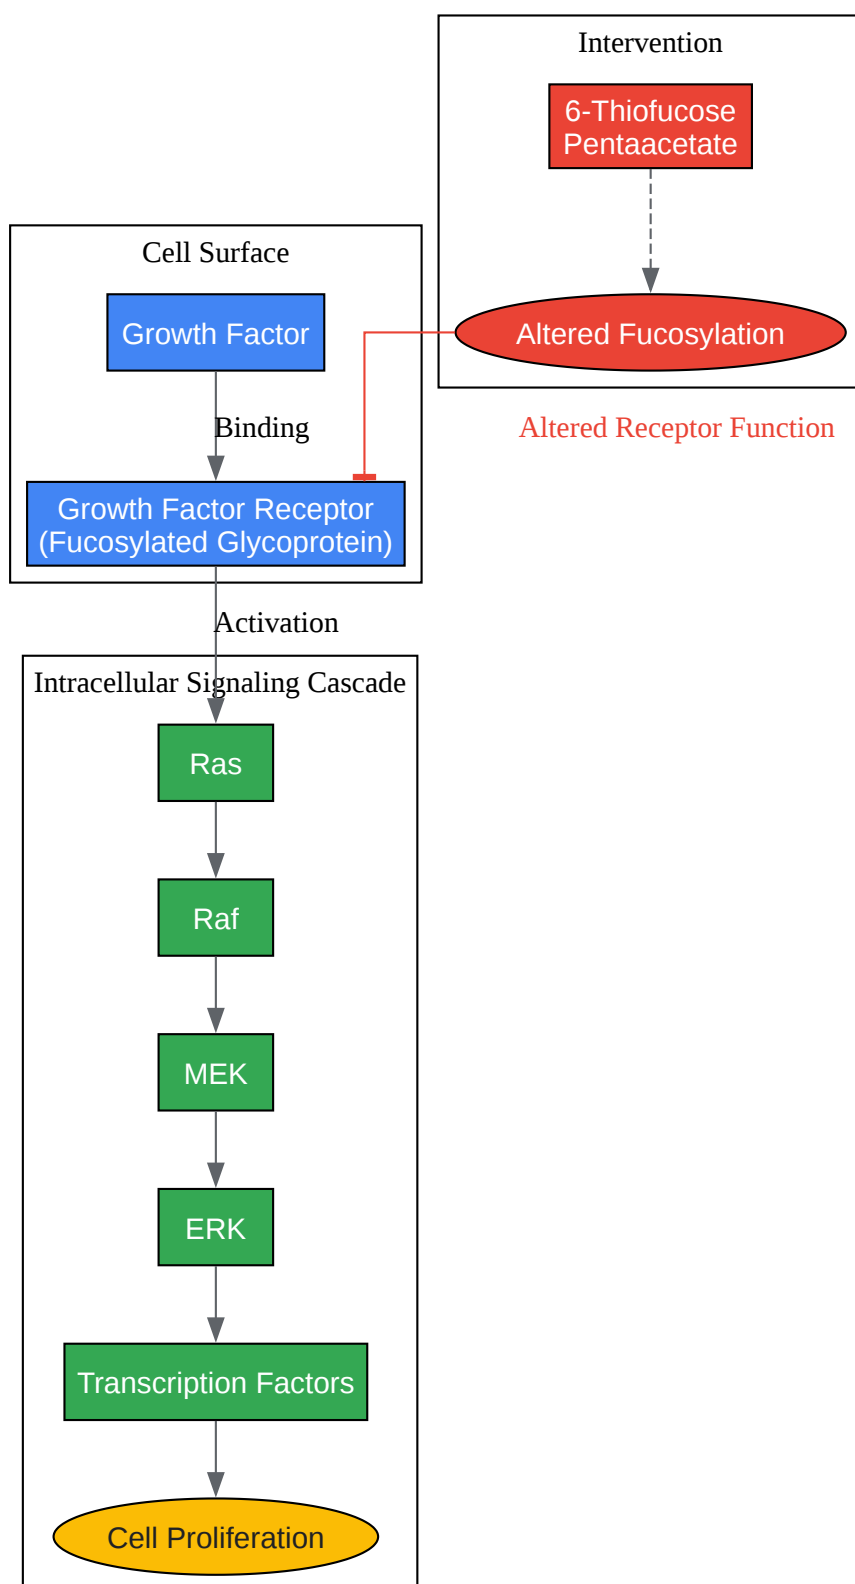 Intervention
6-Thiofucose
Pentaacetate
Altered Fucosylation
Altered Receptor Function
Cell Surface
Growth Factor
Binding
Growth Factor Receptor
(Fucosylated Glycoprotein)
Activation
Intracellular Signaling Cascade
Ras
Raf
MEK
ERK
Transcription Factors
Cell Proliferation